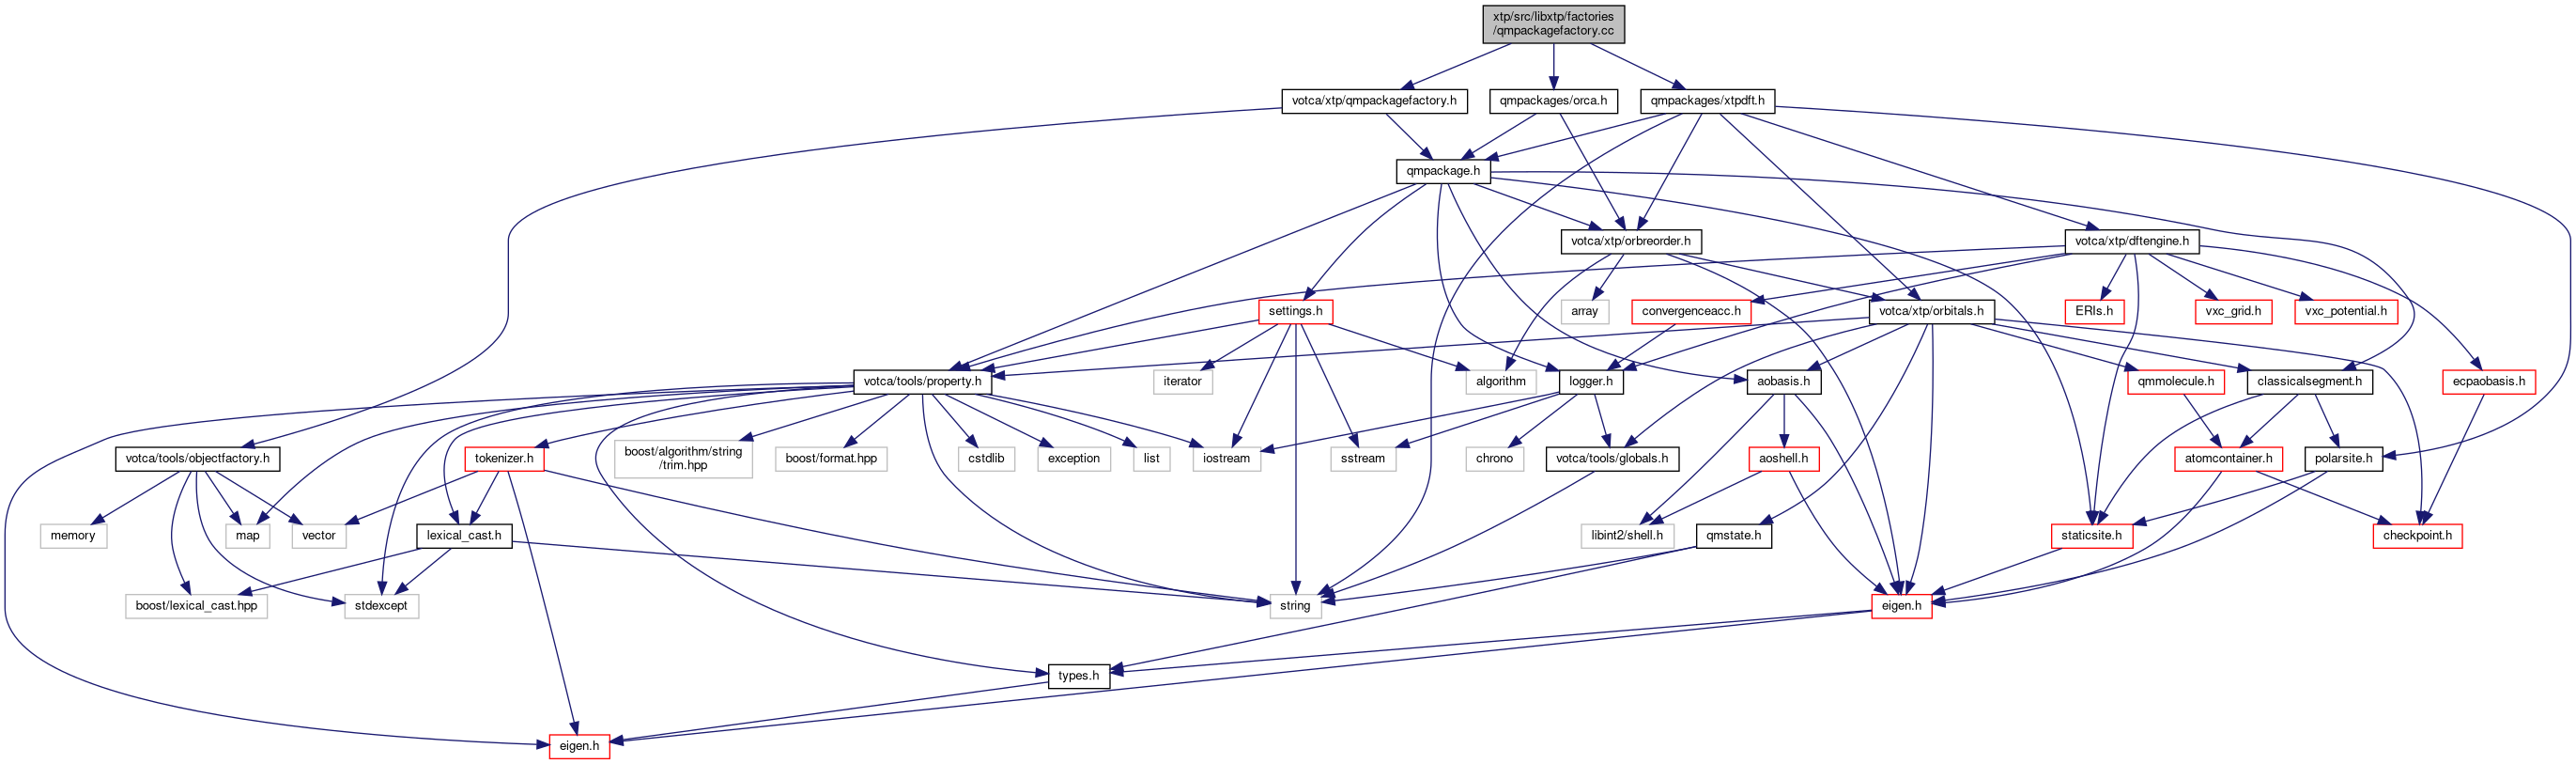 xtp/src/libxtp/factories
/qmpackagefactory.cc
votca/xtp/qmpackagefactory.h
qmpackages/orca.h
qmpackages/xtpdft.h
qmpackage.h
votca/xtp/orbreorder.h
votca/xtp/dftengine.h
settings.h
array
convergenceacc.h
votca/xtp/orbitals.h
ERIs.h
vxc_grid.h
vxc_potential.h
votca/tools/property.h
iterator
algorithm
logger.h
aobasis.h
qmmolecule.h
classicalsegment.h
ecpaobasis.h
votca/tools/objectfactory.h
tokenizer.h
boost/algorithm/string
/trim.hpp
boost/format.hpp
cstdlib
exception
list
iostream
sstream
chrono
votca/tools/globals.h
aoshell.h
atomcontainer.h
polarsite.h
memory
map
vector
lexical_cast.h
libint2/shell.h
qmstate.h
staticsite.h
checkpoint.h
boost/lexical_cast.hpp
stdexcept
string
eigen.h
types.h
eigen.h